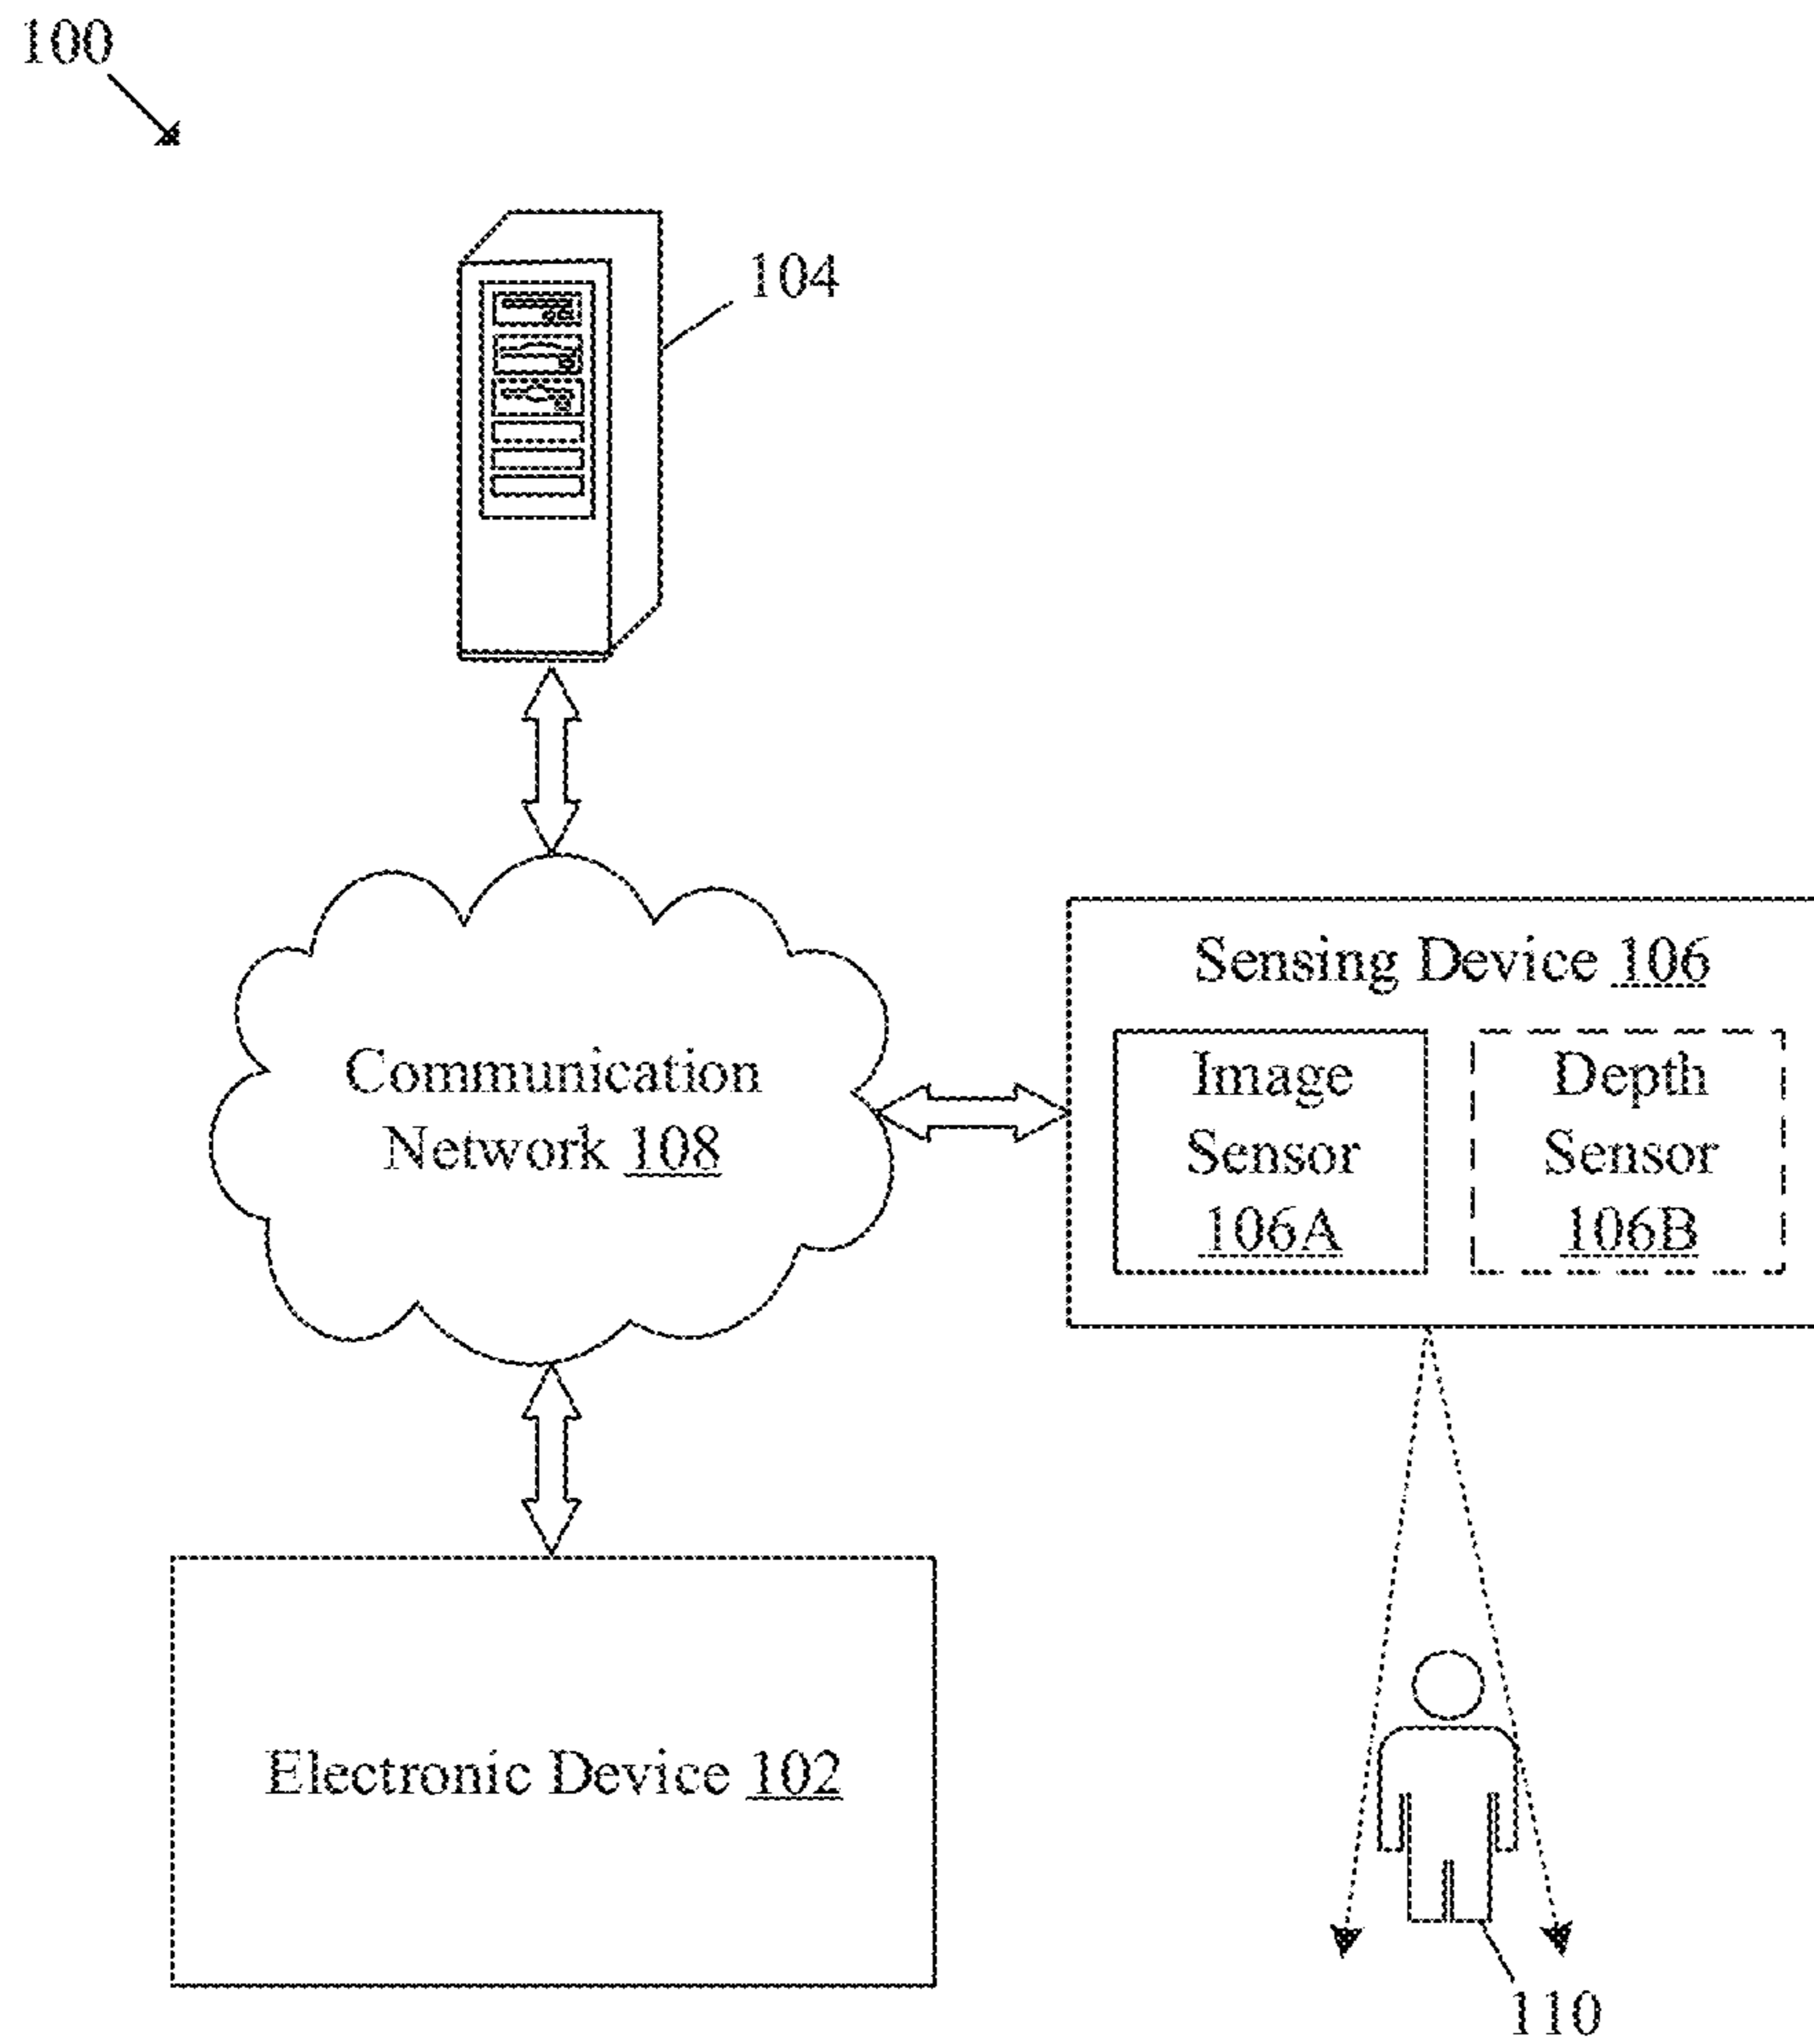 100
104
Sensing Device 106
Image
Sensor
106A
Depth
Sensor
106B
Communication
Network 108
Electronic Device 102
110